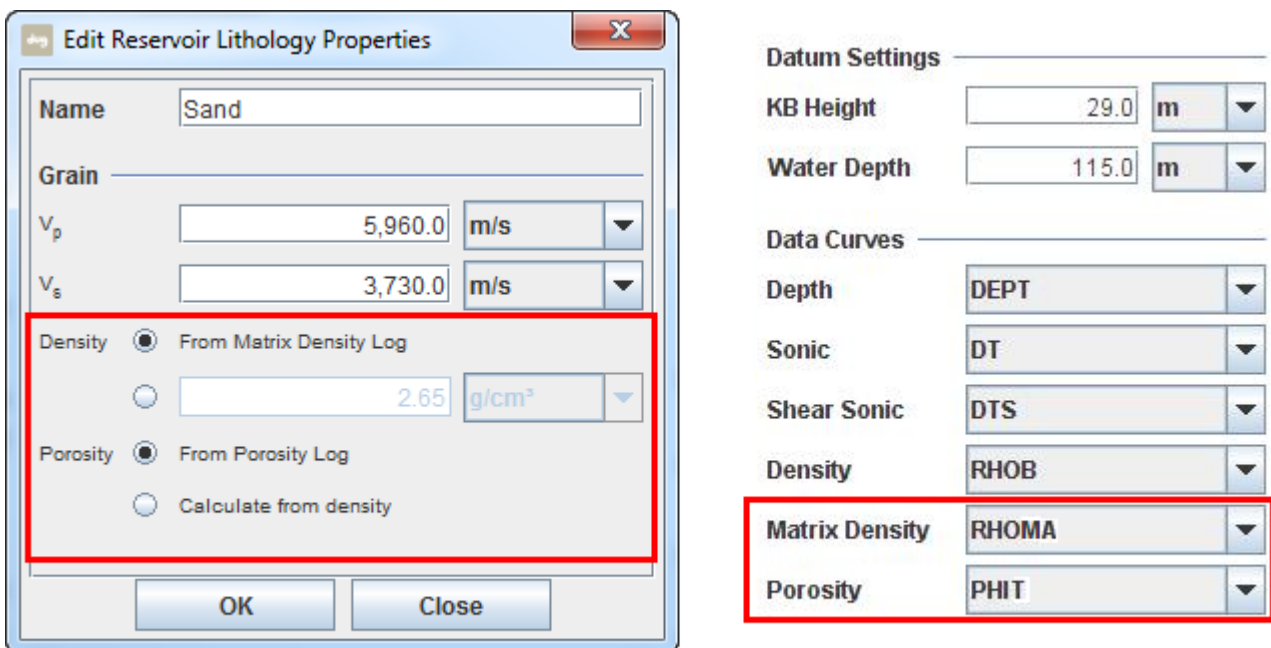 Edit Reservoir Lithology Properties
Name Sand
Grain
Vp 5,960.0 m/s
Vs 3,730.0 m/s
Density From Matrix Density Log
2.65 g/cm³
Porosity From Porosity Log
Calculate from density
OK Close
Datum Settings
KB Height 29.0 m
Water Depth 115.0 m
Data Curves
Depth DEPT
Sonic DT
Shear Sonic DTS
Density RHOB
Matrix Density RHOMA
Porosity PHIT